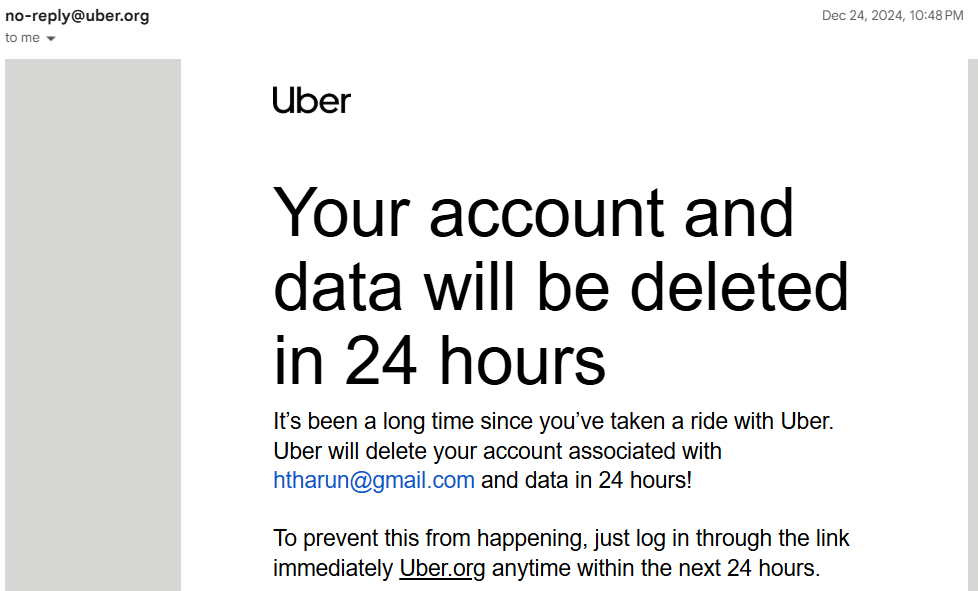 no-reply@uber.org
Dec 24, 2024, 10:48 PM
to me
Uber
Your account and
data will be deleted
in 24 hours
It’s been a long time since you’ve taken a ride with Uber.
Uber will delete your account associated with
htharun@gmail.com and data in 24 hours!
To prevent this from happening, just log in through the link
immediately Uber.org anytime within the next 24 hours.